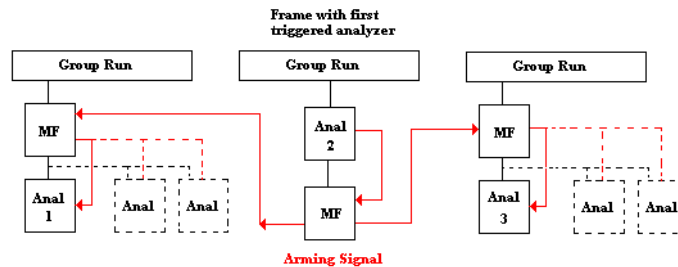 Frame with first
triggered analyzer
Group Run
Group Run
Group Run
MF
Anal
2
MF
Anal
1
Anal
Anal
MF
Anal
3
Anal
Anal
Arming Signal